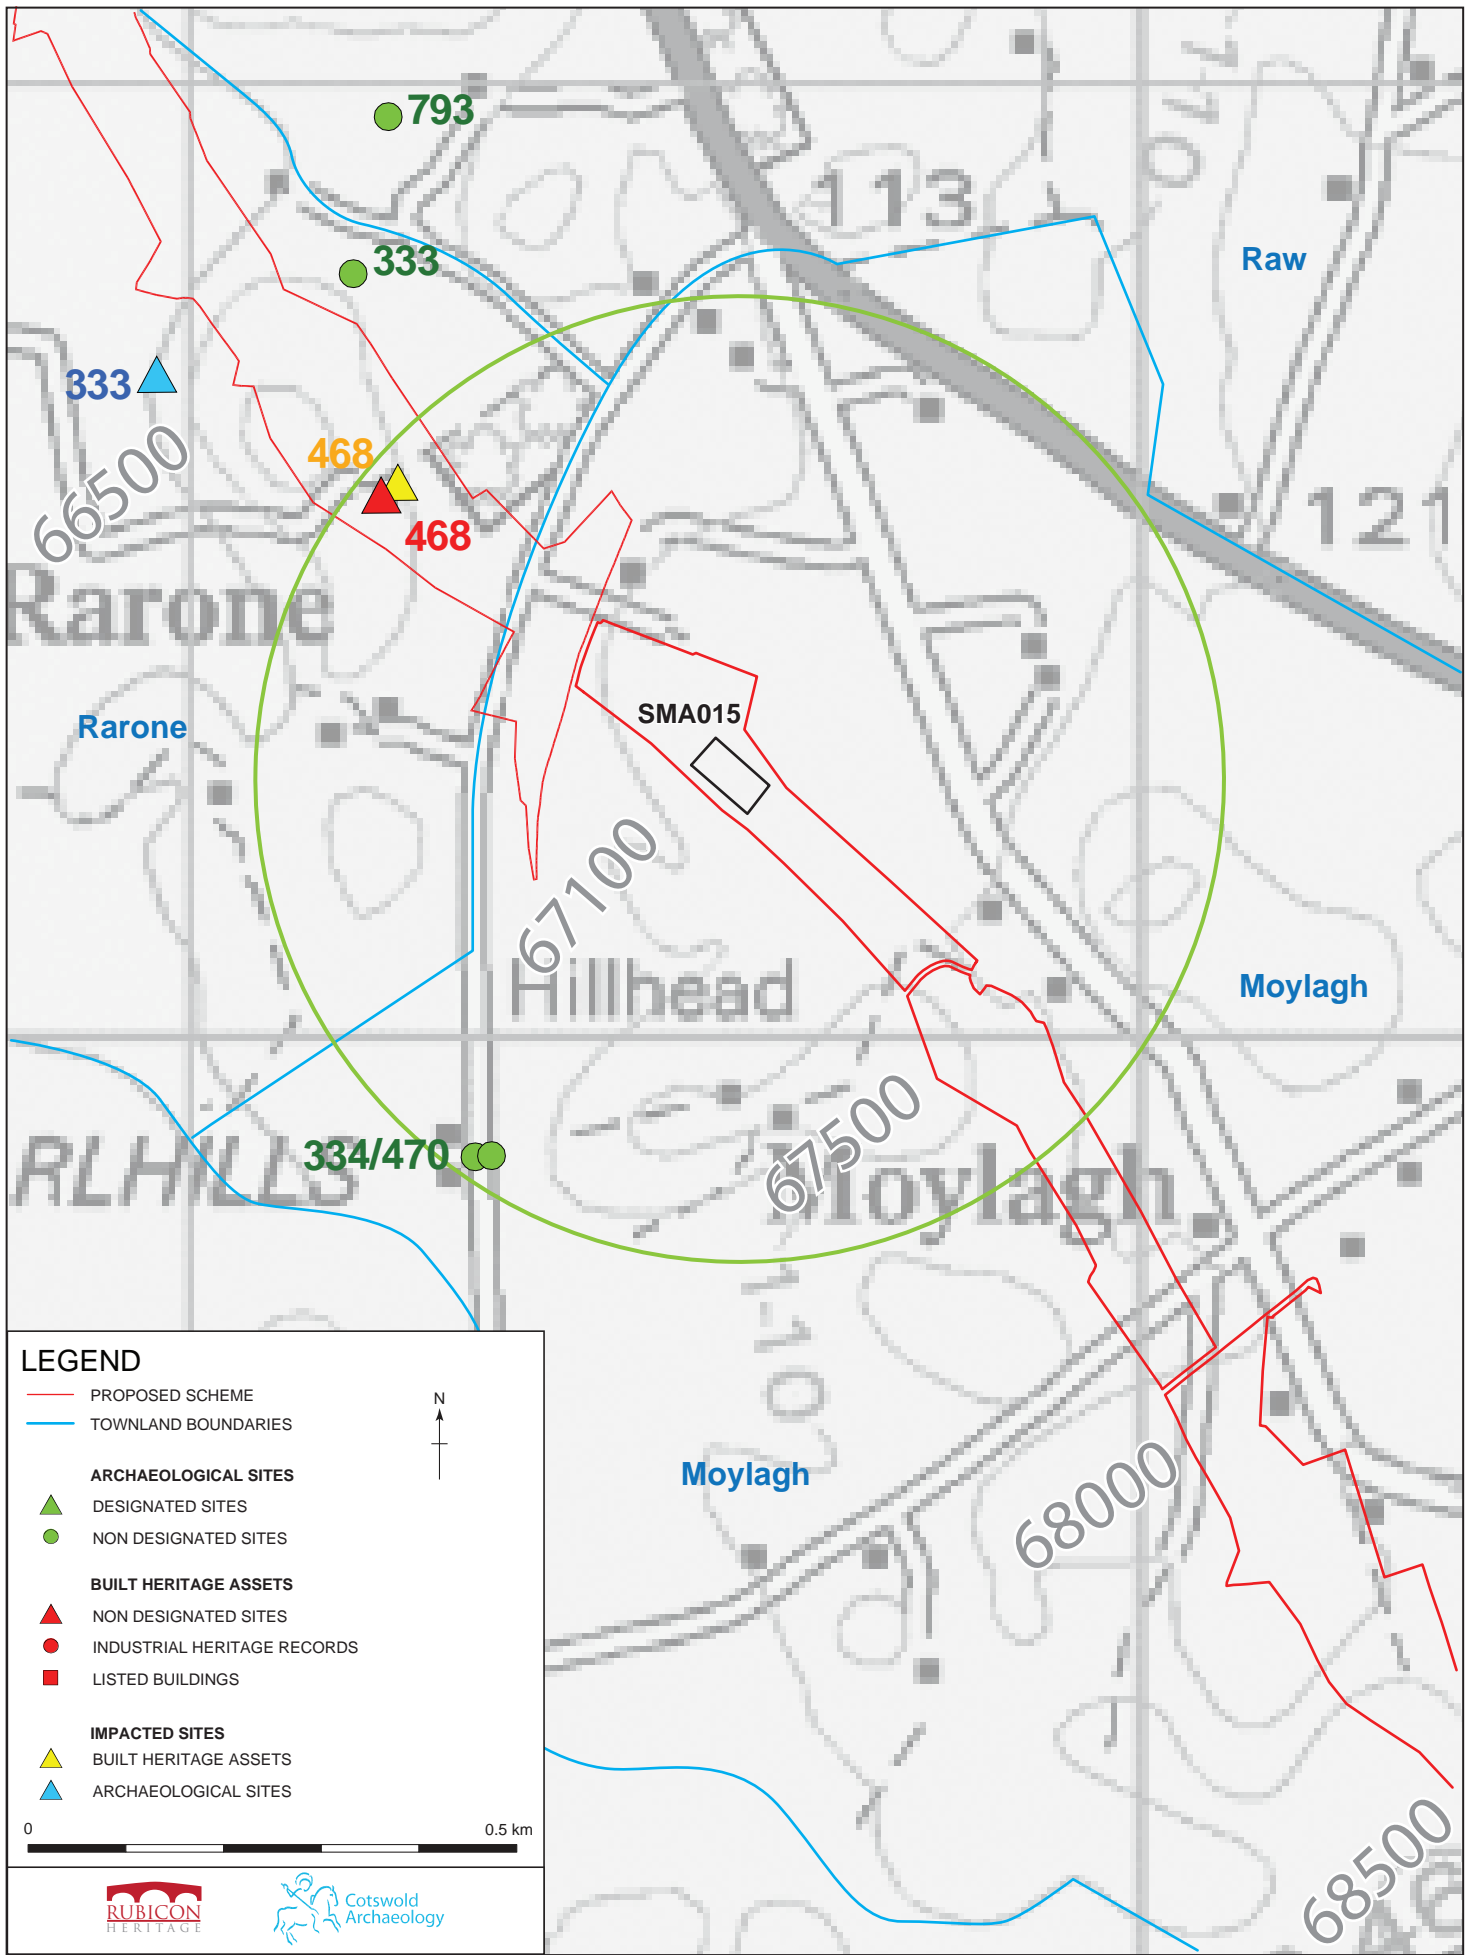 793
113
333
Raw
333
468
66500
468
121
Rarone
Rarone
SMA015
67100
Hillhead
Moylagh
67500
334/470
RLHILLS
Moylagh
Moylagh
68000
68500
LEGEND
PROPOSED SCHEME
TOWNLAND BOUNDARIES
N
ARCHAEOLOGICAL SITES
DESIGNATED SITES
NON DESIGNATED SITES
BUILT HERITAGE ASSETS
NON DESIGNATED SITES
INDUSTRIAL HERITAGE RECORDS
LISTED BUILDINGS
IMPACTED SITES
BUILT HERITAGE ASSETS
ARCHAEOLOGICAL SITES
0 0.5 km
RUBICON
HERITAGE
Cotswold
Archaeology